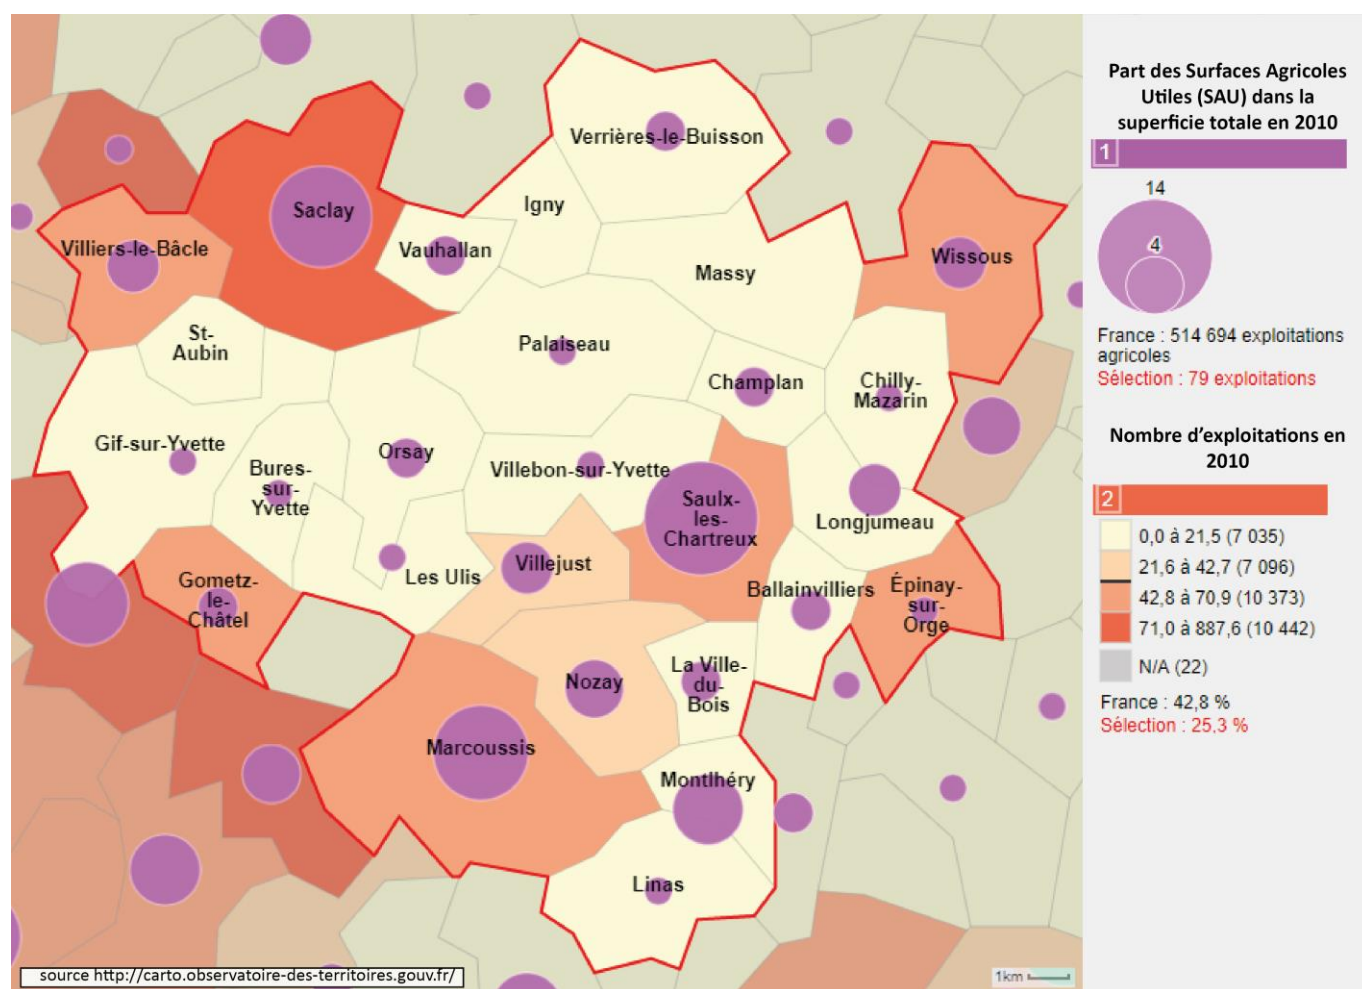 Verrières-le-Buisson
Igny
Saclay
Vauhallan
Villiers-le-Bâcle
Wissous
Massy
St-
Aubin
Palaiseau
Champlan
Chilly-
Mazarin
Gif-sur-Yvette
Bures-
sur-
Yvette
Orsay
Villebon-sur-Yvette
Saulx-
les-
Chartreux
Longjumeau
Les Ulis
Villejust
Ballainvilliers
Épinay-
sur-
Orge
Gometz-
le-
Châtel
Nozay
La Ville-
du-
Bois
Marcoussis
Montlhéry
Linas
source http://carto.observatoire-des-territoires.gouv.fr/
1km
Part des Surfaces Agricoles
Utiles (SAU) dans la
superficie totale en 2010
1
14
4
France : 514 694 exploitations
agricoles
Sélection : 79 exploitations
Nombre d'exploitations en
2010
2
0,0 à 21,5 (7 035)
21,6 à 42,7 (7 096)
42,8 à 70,9 (10 373)
71,0 à 887,6 (10 442)
N/A (22)
France : 42,8 %
Sélection : 25,3 %